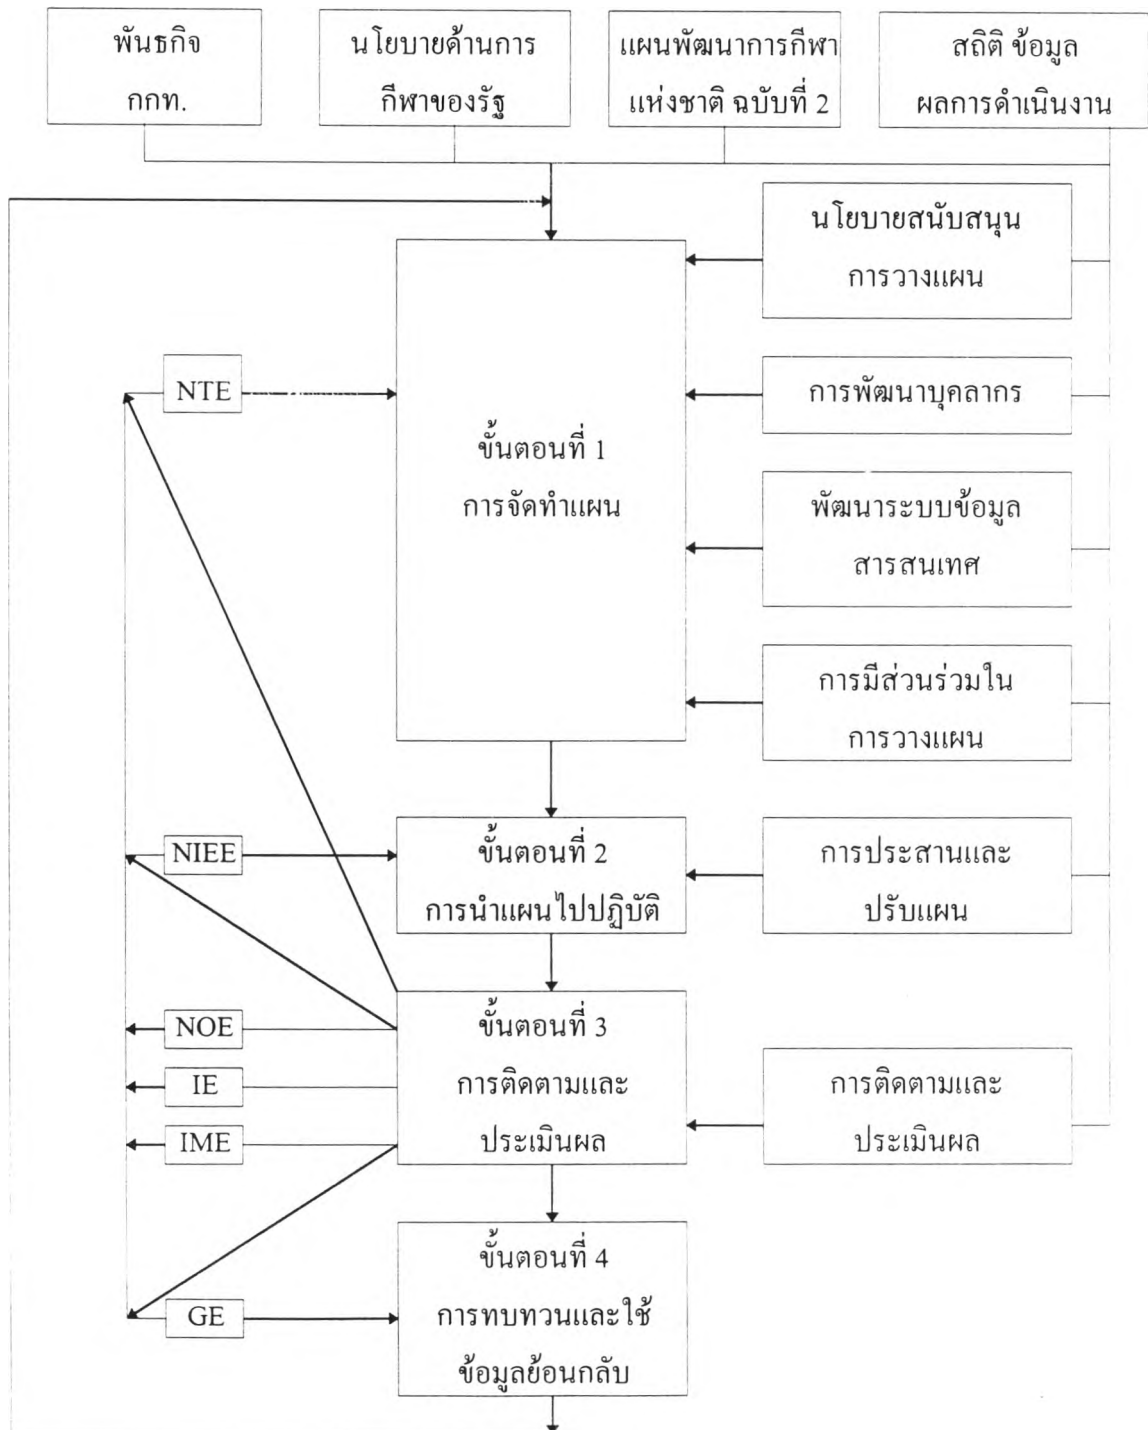 พันธกิจ
กกท.
นโยบายด้านการ
กีฬาของรัฐ
แผนพัฒนาการกีฬา
แห่งชาติ ฉบับที่ 2
สถิติ ข้อมูล
ผลการดำเนินงาน
นโยบายสนับสนุน
การวางแผน
NTE
การพัฒนาบุคลากร
ขั้นตอนที่ 1
การจัดทำแผน
พัฒนาระบบข้อมูล
สารสนเทศ
การมีส่วนร่วมใน
การวางแผน
NIEE
ขั้นตอนที่ 2
การนำแผนไปปฏิบัติ
การประสานและ
ปรับแผน
NOE
IE
IME
ขั้นตอนที่ 3
การติดตามและ
ประเมินผล
การติดตามและ
ประเมินผล
GE
ขั้นตอนที่ 4
การทบทวนและใช้
ข้อมูลย้อนกลับ